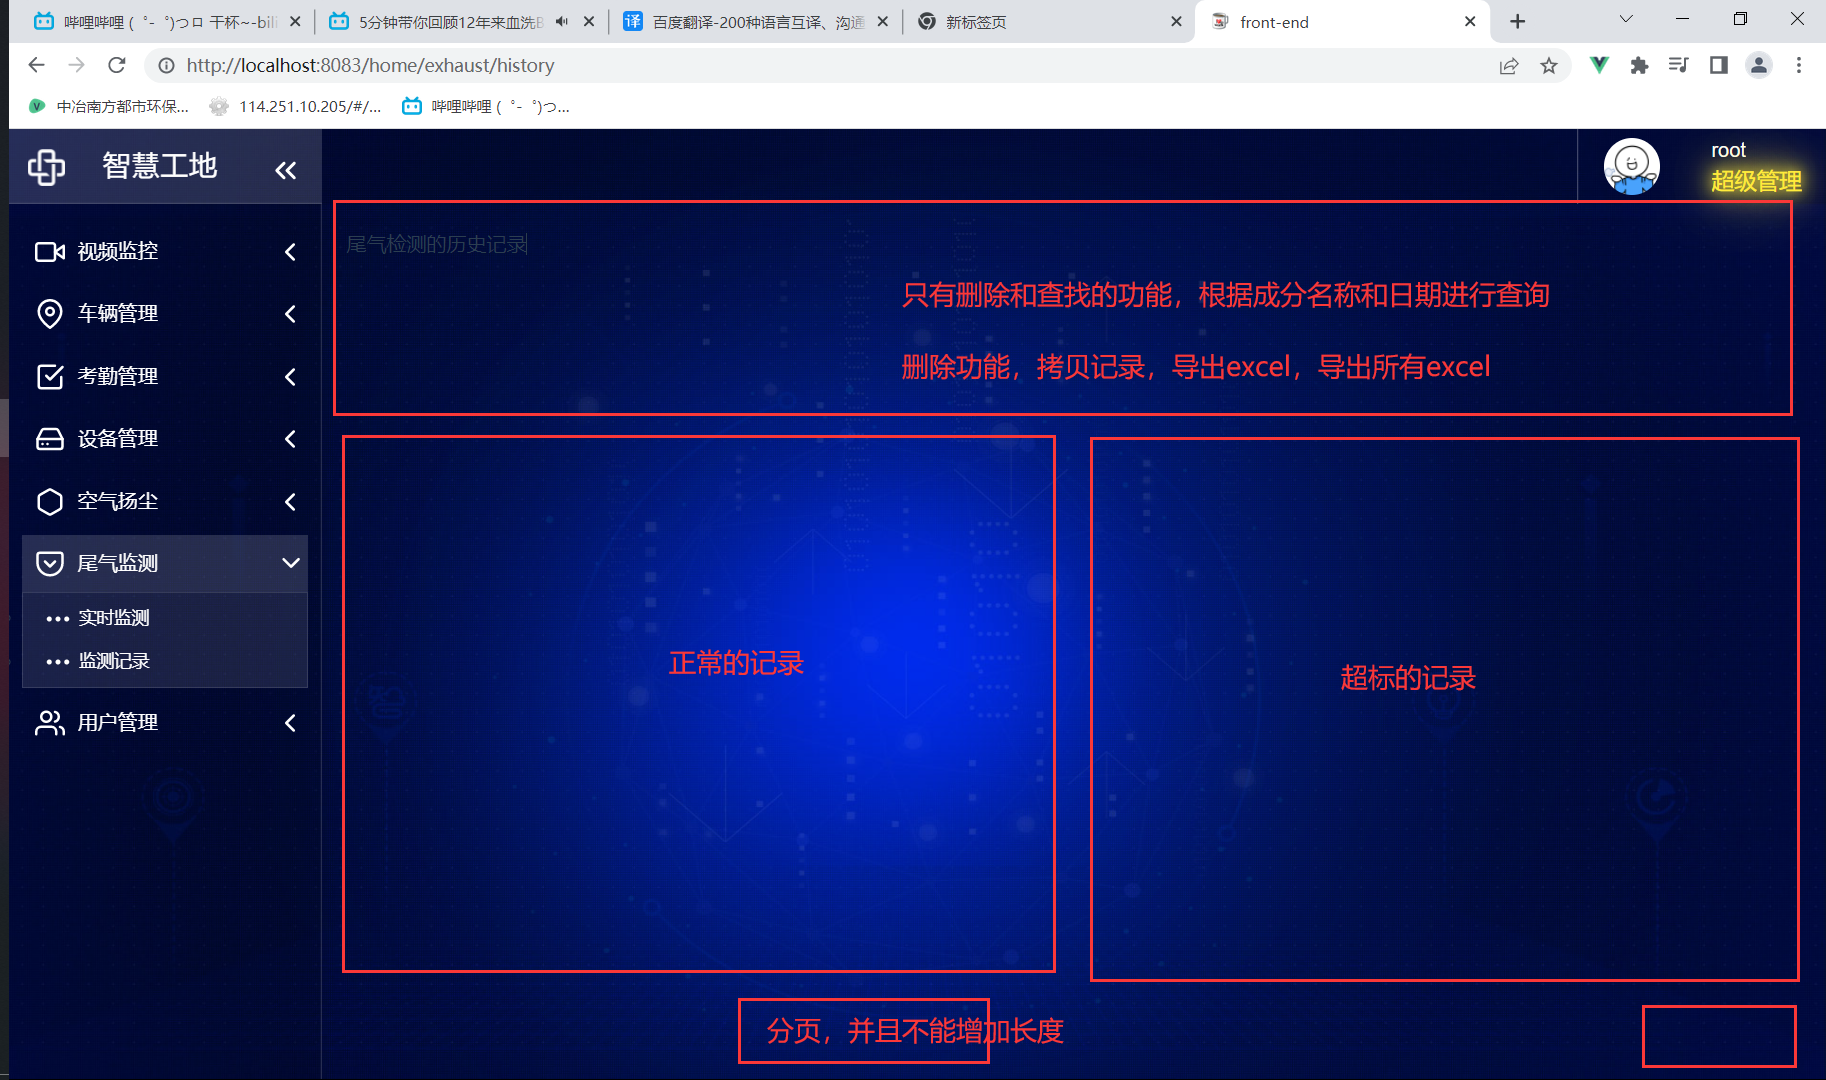 哔哩哔哩 (゜-゜)つロ 干杯~-bili
5分钟带你回顾12年来血洗B
百度翻译-200种语言互译、沟通
新标签页
front-end
http://localhost:8083/home/exhaust/history
中冶南方都市环保...
114.251.10.205/#/...
哔哩哔哩 (゜-゜)つ...
智慧工地
root
超级管理
视频监控
车辆管理
考勤管理
设备管理
空气扬尘
尾气监测
实时监测
监测记录
用户管理
尾气检测的历史记录
只有删除和查找的功能，根据成分名称和日期进行查询
删除功能，拷贝记录，导出excel，导出所有excel
正常的记录
超标的记录
分页，并且不能增加长度